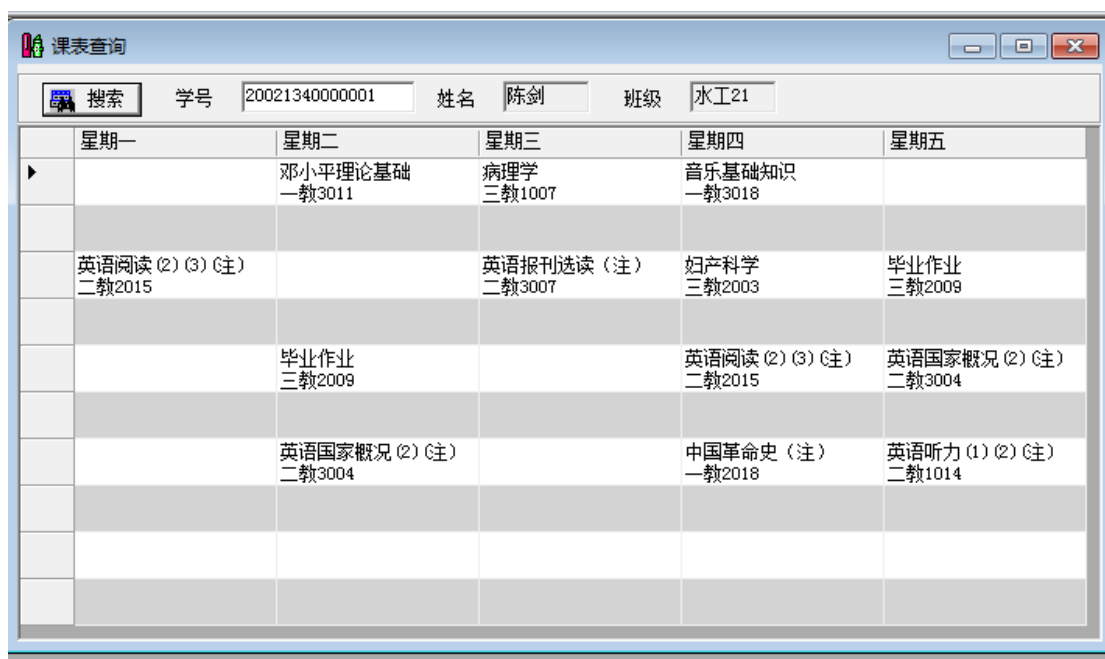 课表查询
搜索 学号 20021340000001 姓名 陈剑 班级 水工21
星期一 星期二 星期三 星期四 星期五
邓小平理论基础 病理学 音乐基础知识
一教3011 三教1007 一教3018
英语阅读(2)(3)(注) 英语报刊选读（注） 妇产科学 毕业作业
二教2015 二教3007 三教2003 三教2009
毕业作业 英语阅读(2)(3)(注) 英语国家概况(2)(注)
三教2009 二教2015 二教3004
英语国家概况(2)(注) 中国革命史（注） 英语听力(1)(2)(注)
二教3004 一教2018 二教1014